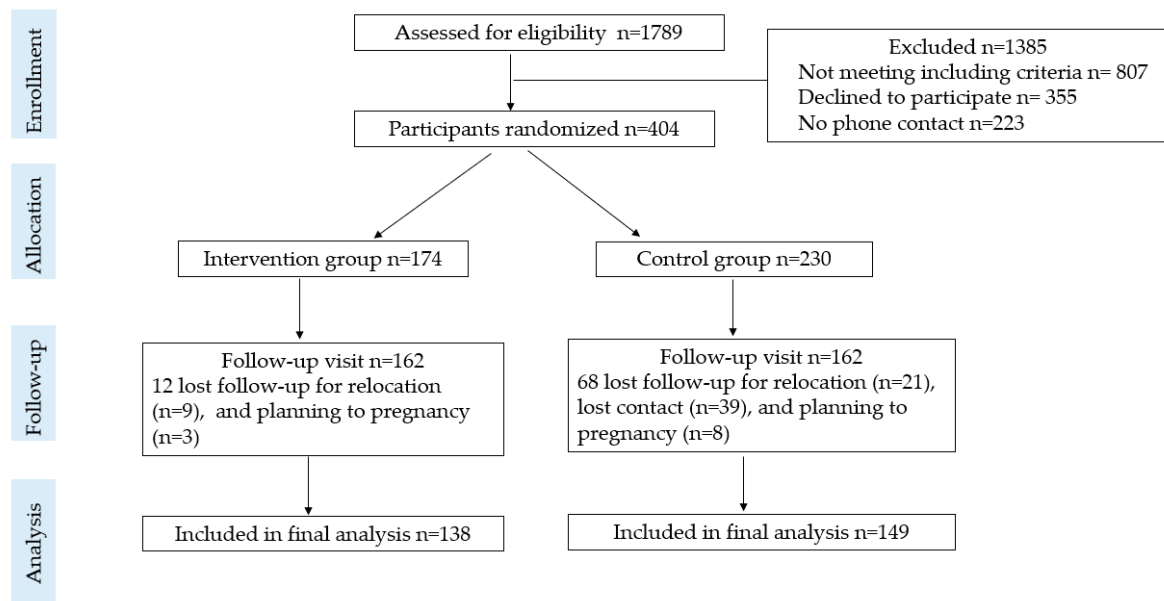 Enrollment
Assessed for eligibility n=1789
Excluded n=1385
Not meeting including criteria n= 807
Declined to participate n= 355
No phone contact n=223
Participants randomized n=404
Allocation
Intervention group n=174
Control group n=230
Follow-up
Follow-up visit n=162
12 lost follow-up for relocation
(n=9), and planning to pregnancy
(n=3)
Follow-up visit n=162
68 lost follow-up for relocation (n=21),
lost contact (n=39), and planning to
pregnancy (n=8)
Analysis
Included in final analysis n=138
Included in final analysis n=149